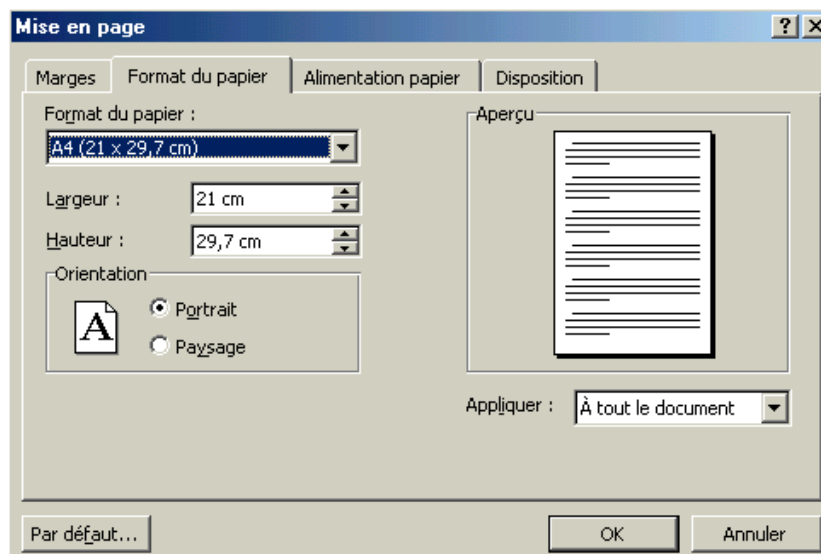 Mise en page
Marges
Format du papier
Alimentation papier
Disposition
Format du papier :
A4 (21 x 29,7 cm)
Largeur :
21 cm
Hauteur :
29,7 cm
Orientation
A
Portrait
Paysage
Aperçu
Appliquer :
À tout le document
Par défaut...
OK
Annuler